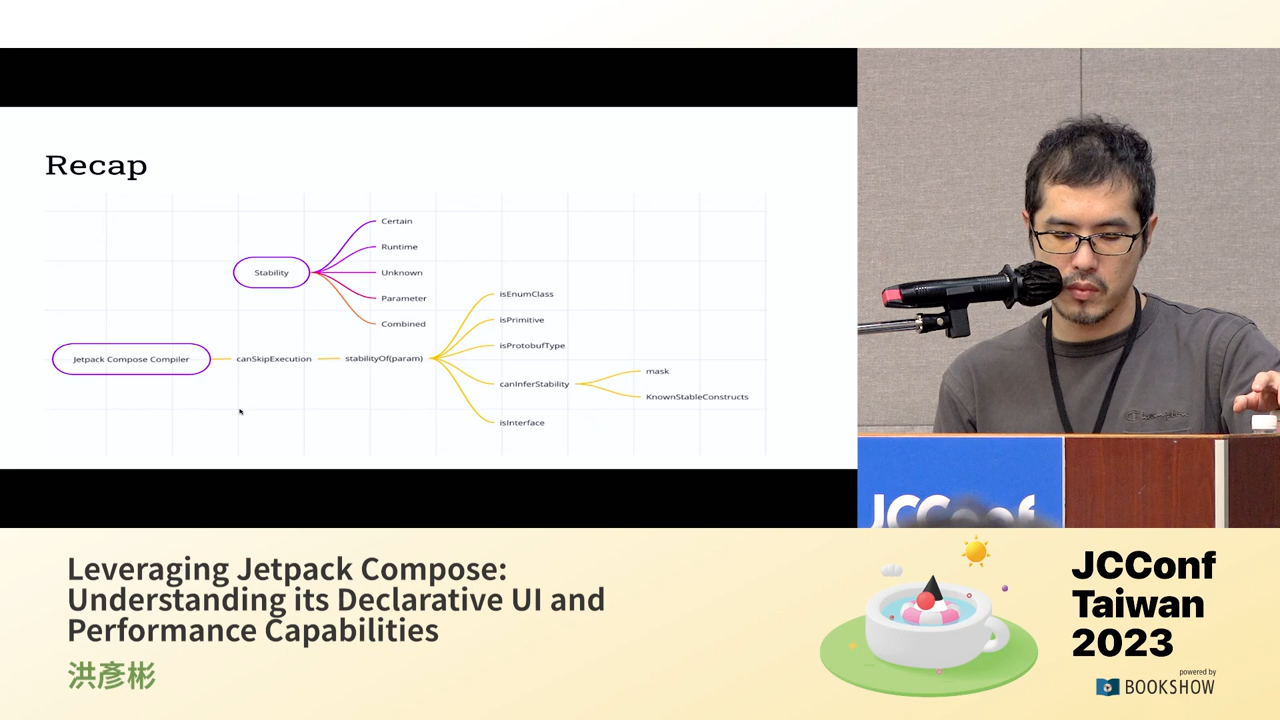 Recap
Certain
Runtime
Stability
Unknown
Parameter
Combined
isEnumClass
isPrimitive
isProtobufType
Jetpack Compose Compiler
canSkipExecution
stabilityOf(param)
canInferStability
mask
KnownStableConstructs
isInterface
Champion
JCConf
Leveraging Jetpack Compose:
Understanding its Declarative UI and
Performance Capabilities
洪彥彬
JCConf
Taiwan
2023
powered by
BOOKSHOW